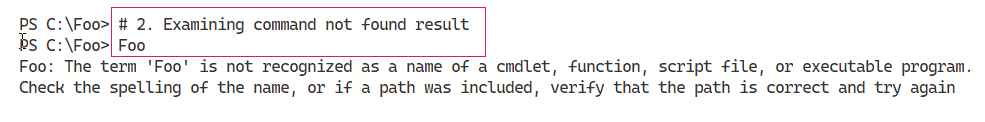 PS C:\Foo> # 2. Examining command not found result
PS C:\Foo> Foo
Foo: The term 'Foo' is not recognized as a name of a cmdlet, function, script file, or executable program.
Check the spelling of the name, or if a path was included, verify that the path is correct and try again